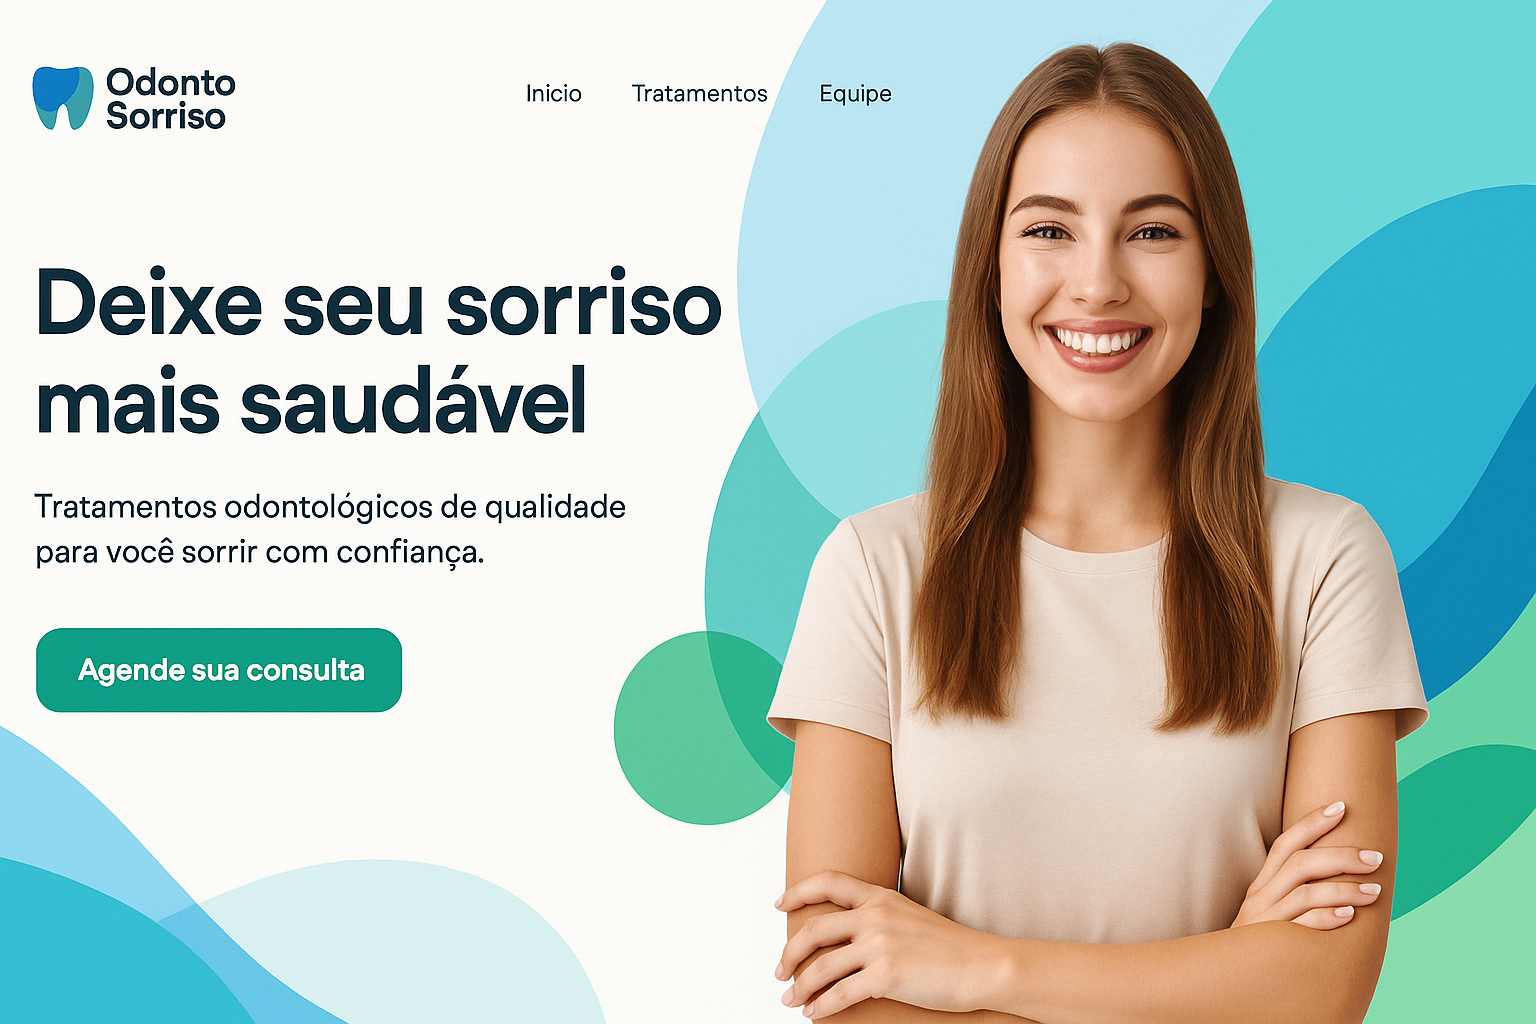 Odonto
Sorriso
Inicio Tratamentos Equipe
Deixe seu sorriso
mais saudável
Tratamentos odontológicos de qualidade
para você sorrir com confiança.
Agende sua consulta